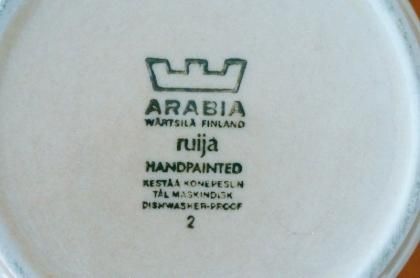 ARABIA
WÄRTSILÄ FINLAND
ruija
HANDPAINTED
KESTÄÄ KONEPESUN
TÅL MASKINDISK
DISHWASHER-PROOF
2